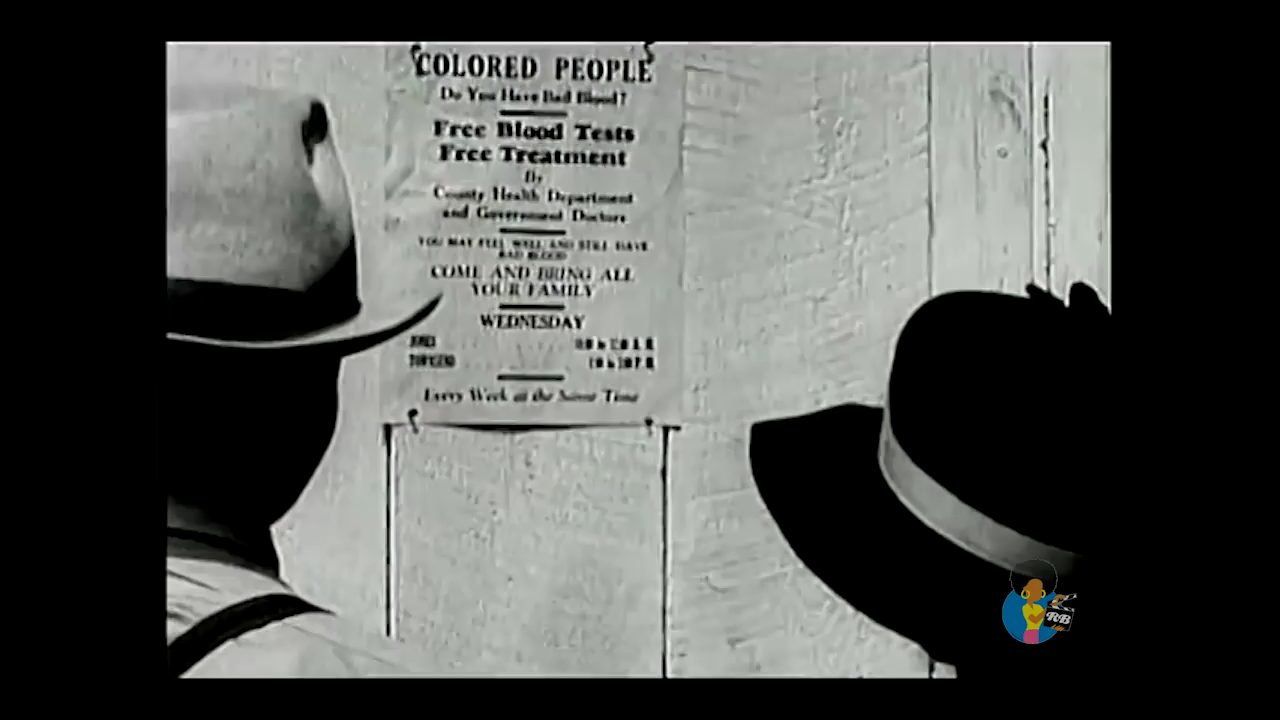 COLORED PEOPLE
Do You Have Bad Blood?
Free Blood Tests
Free Treatment
By
County Health Department
and Government Doctors
YOU MAY FEEL WELL AND STILL HAVE
BAD BLOOD
COME AND BRING ALL
YOUR FAMILY
WEDNESDAY
Every Week at the Same Time
RB